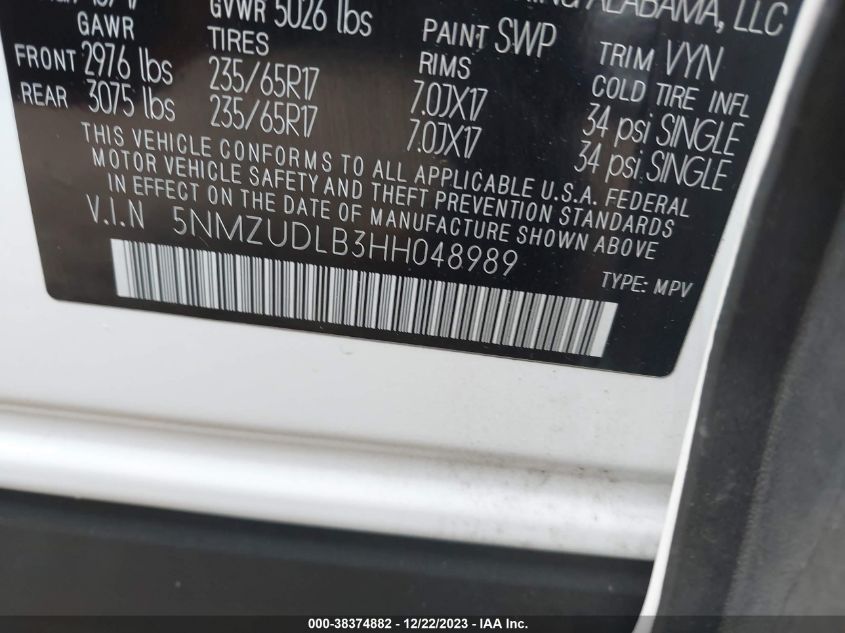 GVWR 5026 lbs ALABAMA, LLC
GAWR TIRES PAINT SWP TRIM VYN
FRONT 2976 lbs 235/65R17 RIMS 7.0JX17 COLD TIRE INFL 34 psi SINGLE
REAR 3075 lbs 235/65R17 7.0JX17 34 psi SINGLE
THIS VEHICLE CONFORMS TO ALL APPLICABLE U.S.A. FEDERAL
MOTOR VEHICLE SAFETY AND THEFT PREVENTION STANDARDS
IN EFFECT ON THE DATE OF MANUFACTURE SHOWN ABOVE
V.I.N 5NMZUDLB3HH048989
TYPE: MPV
000-38374882 - 12/22/2023 - IAA Inc.